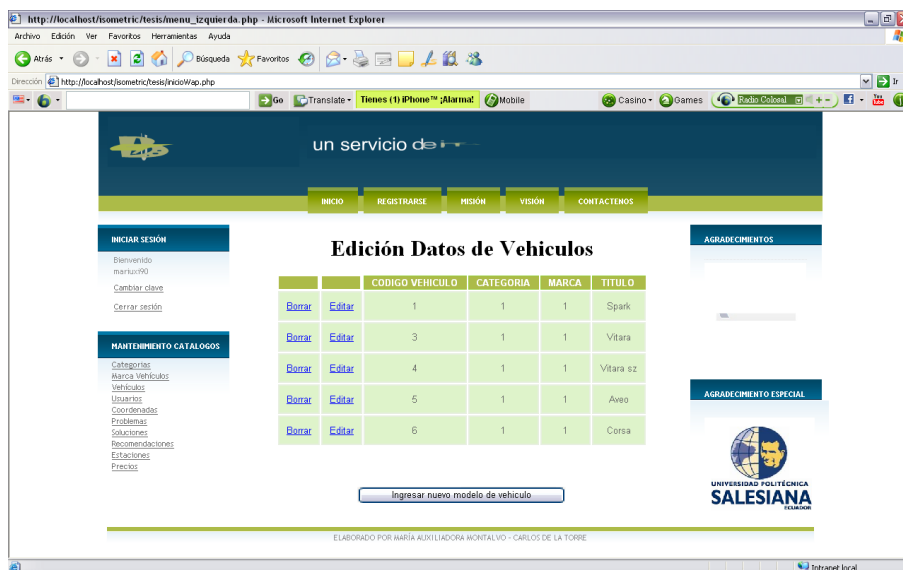 http://localhost/isometric/tesis/menu_izquierda.php - Microsoft Internet Explorer
Archivo Edición Ver Favoritos Herramientas Ayuda
Atrás Búsqueda Favoritos
Dirección http://localhost/isometric/tesis/inicioWap.php Ir
Go Translate Tienes (1) iPhone™ ¡Alarma! Mobile Casino Games Radio Colosal You Tube
un servicio de
INICIO REGISTRARSE MISIÓN VISIÓN CONTACTENOS
INICIAR SESIÓN
Bienvenido
mariuxi90
Cambiar clave
Cerrar sesión
MANTENIMIENTO CATALOGOS
Categorias
Marca Vehículos
Vehículos
Usuarios
Coordenadas
Problemas
Soluciones
Recomendaciones
Estaciones
Precios
Edición Datos de Vehiculos
CODIGO VEHICULO CATEGORIA MARCA TITULO
Borrar Editar 1 1 1 Spark
Borrar Editar 3 1 1 Vitara
Borrar Editar 4 1 1 Vitara sz
Borrar Editar 5 1 1 Aveo
Borrar Editar 6 1 1 Corsa
Ingresar nuevo modelo de vehiculo
AGRADECIMIENTOS
AGRADECIMIENTO ESPECIAL
UNIVERSIDAD POLITÉCNICA
SALESIANA
ECUADOR
ELABORADO POR MARÍA AUXILIADORA MONTALVO - CARLOS DE LA TORRE
Intranet local